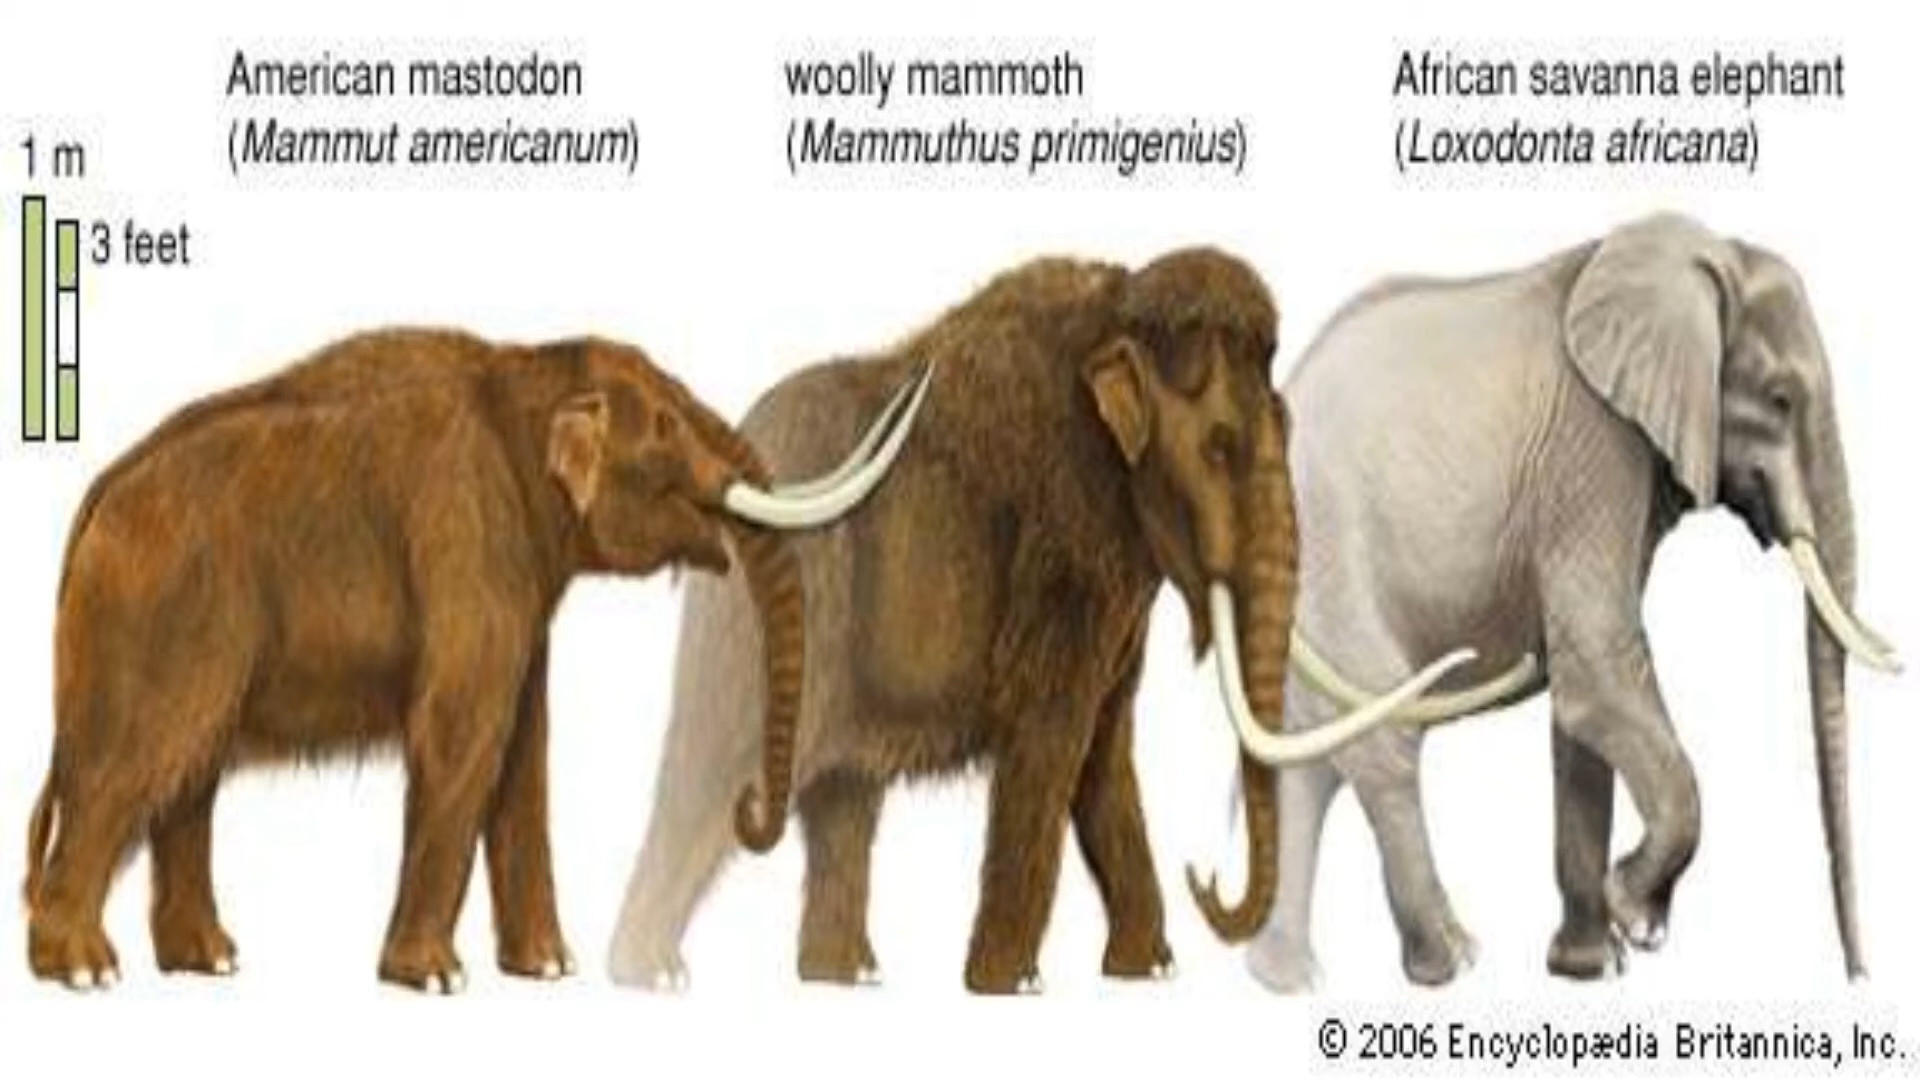 American mastodon
(Mammut americanum)
woolly mammoth
(Mammuthus primigenius)
African savanna elephant
(Loxodonta africana)
1 m
3 feet
© 2006 Encyclopædia Britannica, Inc.